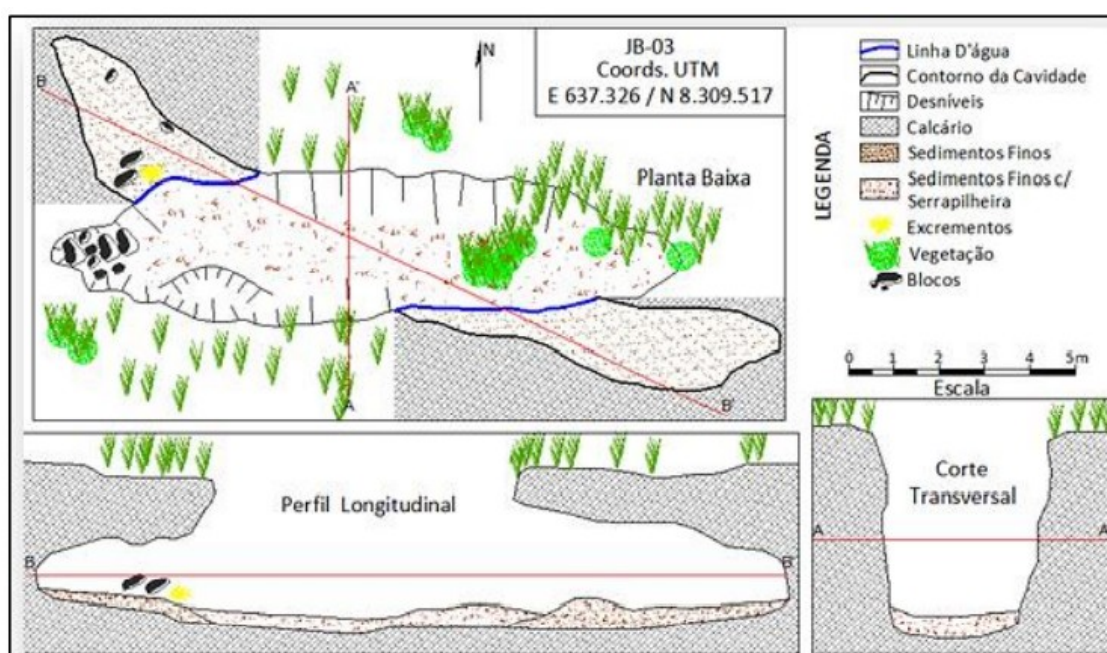 JB-03
Coords. UTM
E 637.326 / N 8.309.517
N
B
A'
Planta Baixa
A
B'
LEGENDA
Linha D'água
Contorno da Cavidade
Desníveis
Calcário
Sedimentos Finos
Sedimentos Finos c/
Serrapilheira
Excrementos
Vegetação
Blocos
0 1 2 3 4 5m
Escala
Perfil Longitudinal
B
B
Corte
Transversal
A
A